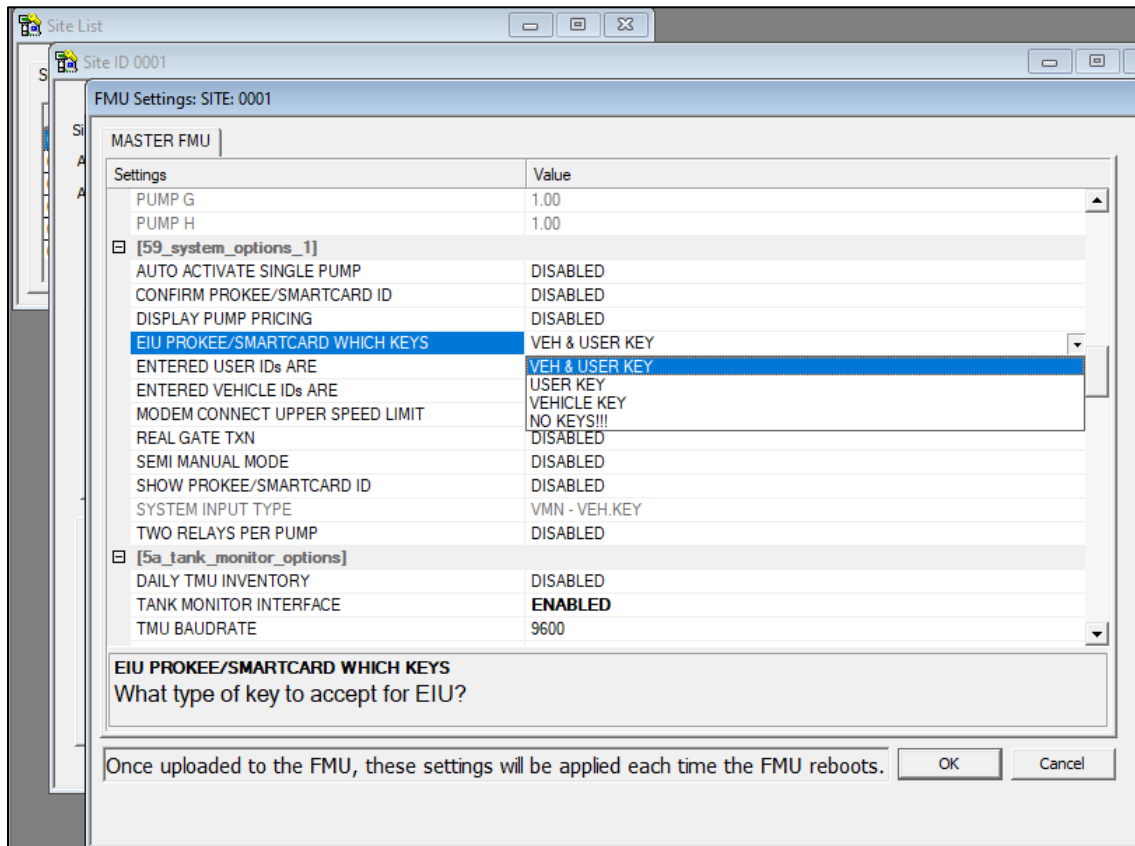 Site List
Site ID 0001
S
FMU Settings: SITE: 0001
Si
A
A
MASTER FMU
Settings Value
PUMP G 1.00
PUMP H 1.00
[59_system_options_1]
AUTO ACTIVATE SINGLE PUMP DISABLED
CONFIRM PROKEE/SMARTCARD ID DISABLED
DISPLAY PUMP PRICING DISABLED
EIU PROKEE/SMARTCARD WHICH KEYS VEH & USER KEY
ENTERED USER IDs ARE VEH & USER KEY
USER KEY
ENTERED VEHICLE IDs ARE VEHICLE KEY
MODEM CONNECT UPPER SPEED LIMIT NO KEYS!!!
REAL GATE TXN DISABLED
SEMI MANUAL MODE DISABLED
SHOW PROKEE/SMARTCARD ID DISABLED
SYSTEM INPUT TYPE VMN - VEH.KEY
TWO RELAYS PER PUMP DISABLED
[5a_tank_monitor_options]
DAILY TMU INVENTORY DISABLED
TANK MONITOR INTERFACE ENABLED
TMU BAUDRATE 9600
EIU PROKEE/SMARTCARD WHICH KEYS
What type of key to accept for EIU?
Once uploaded to the FMU, these settings will be applied each time the FMU reboots. OK Cancel